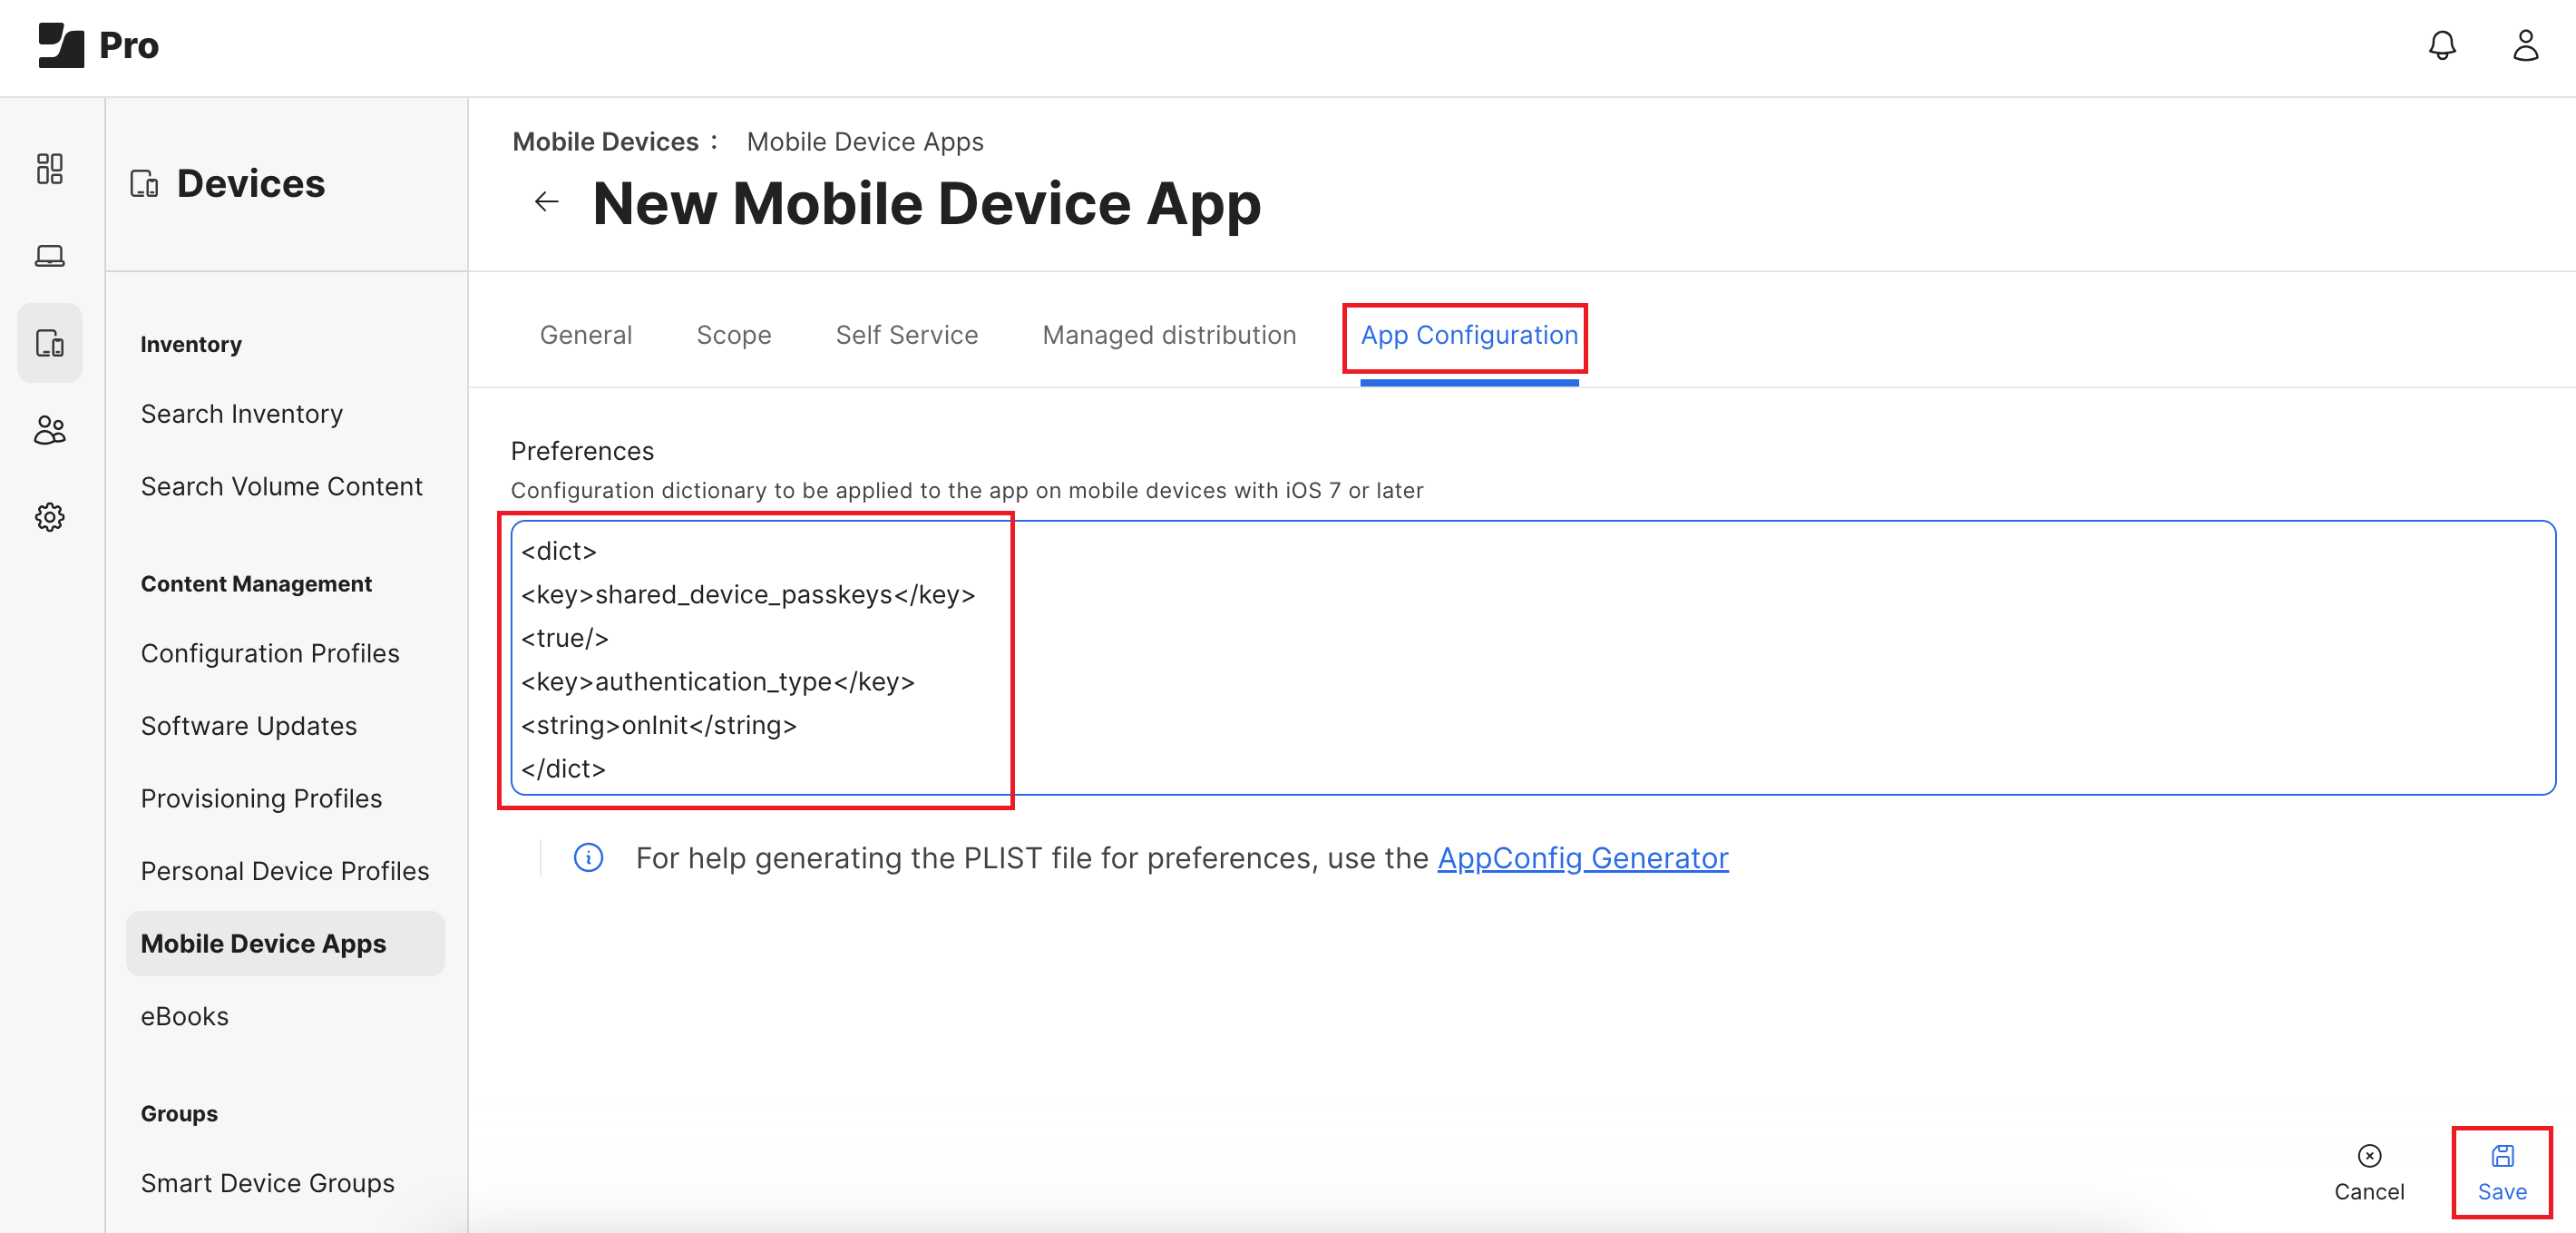 Pro
Devices
Inventory
Search Inventory
Search Volume Content
Content Management
Configuration Profiles
Software Updates
Provisioning Profiles
Personal Device Profiles
Mobile Device Apps
eBooks
Groups
Smart Device Groups
Mobile Devices : Mobile Device Apps
← New Mobile Device App
General Scope Self Service Managed distribution App Configuration
Preferences
Configuration dictionary to be applied to the app on mobile devices with iOS 7 or later
<dict>
<key>shared_device_passkeys</key>
<true/>
<key>authentication_type</key>
<string>onInit</string>
</dict>
For help generating the PLIST file for preferences, use the AppConfig Generator
Cancel Save